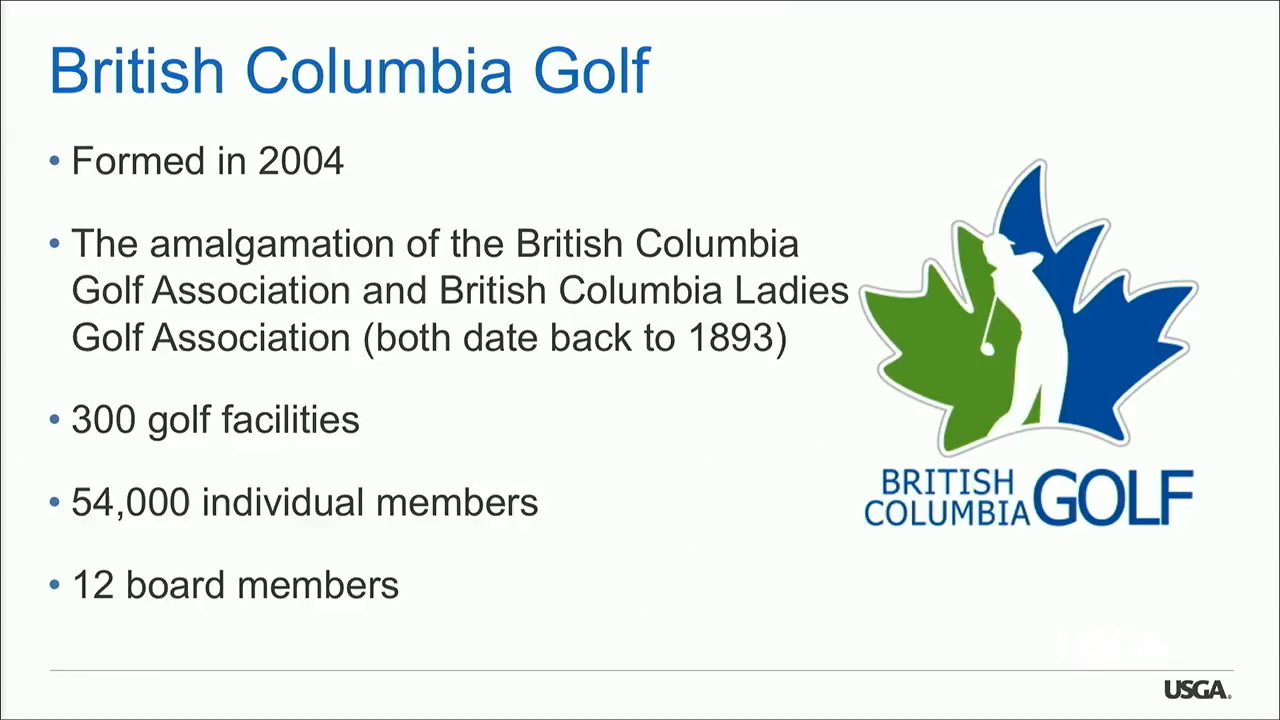 British Columbia Golf
• Formed in 2004
• The amalgamation of the British Columbia
Golf Association and British Columbia Ladies
Golf Association (both date back to 1893)
• 300 golf facilities
• 54,000 individual members
• 12 board members
BRITISH
COLUMBIA GOLF
USGA.